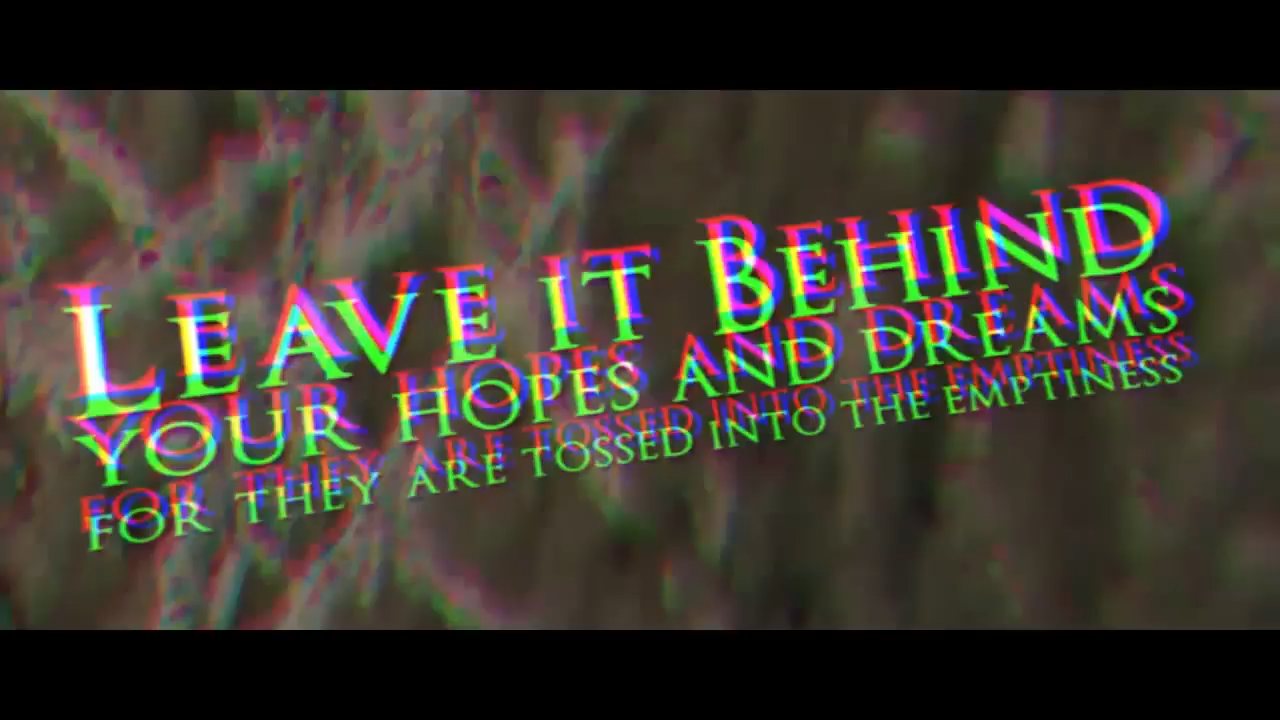 Leave it Behind
your hopes and dreams
for they are tossed into the emptiness